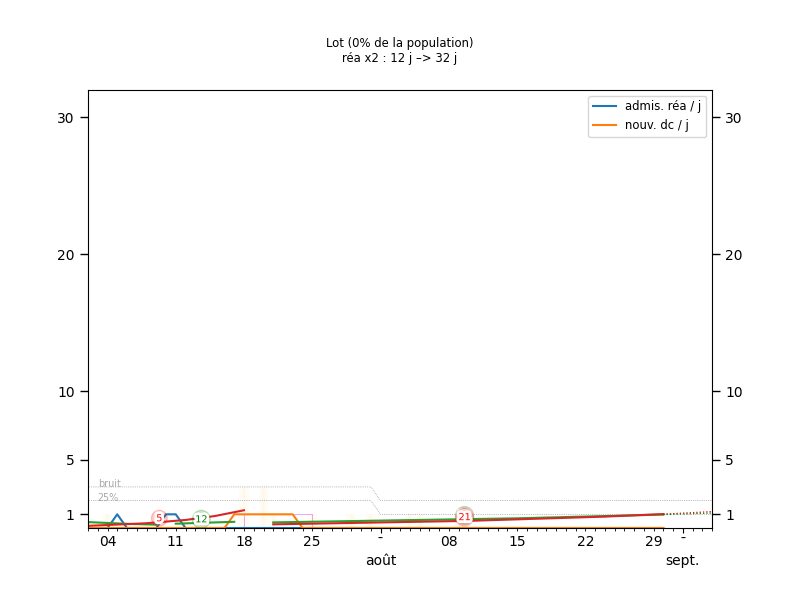 Lot (0% de la population)
réa x2 : 12 j –> 32 j
admis. réa / j
nouv. dc / j
30 30
20 20
10 10
5 5
bruit
25%
1 5 12 21 1
04 11 18 25 - 08 15 22 29 -
août sept.